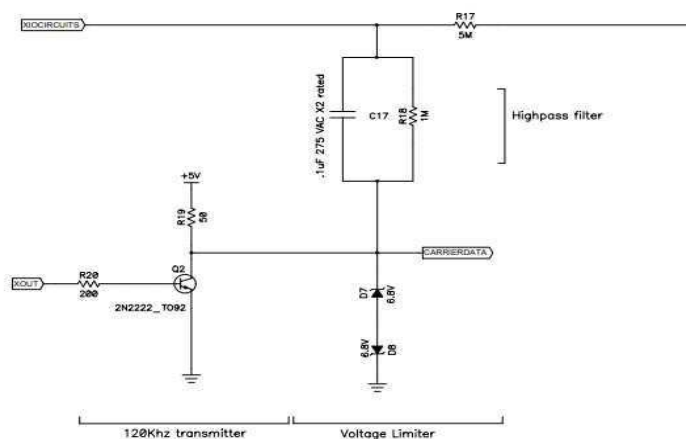 XIOCIRCUITS
R17
5M
.1uF 275 VAC X2 rated
C17
R18
1M
Highpass filter
+5V
R19
50
CARRIERDATA
Q2
XOUT
R20
200
2N2222_TO92
D7
6.8V
6.8V
D8
120Khz transmitter
Voltage Limiter